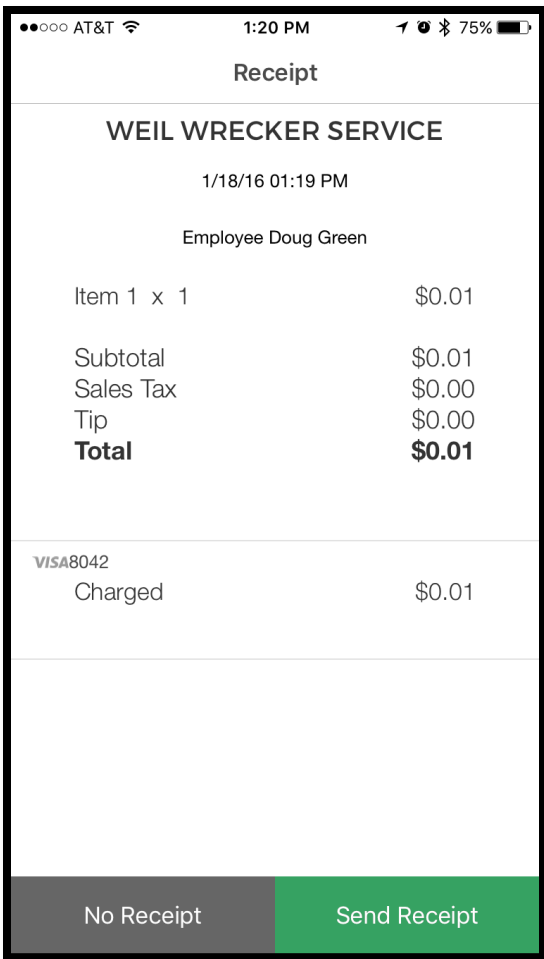 AT&T 1:20 PM 75%
Receipt
WEIL WRECKER SERVICE
1/18/16 01:19 PM
Employee Doug Green
Item 1 x 1 $0.01
Subtotal $0.01
Sales Tax $0.00
Tip $0.00
Total $0.01
VISA8042
Charged $0.01
No Receipt Send Receipt